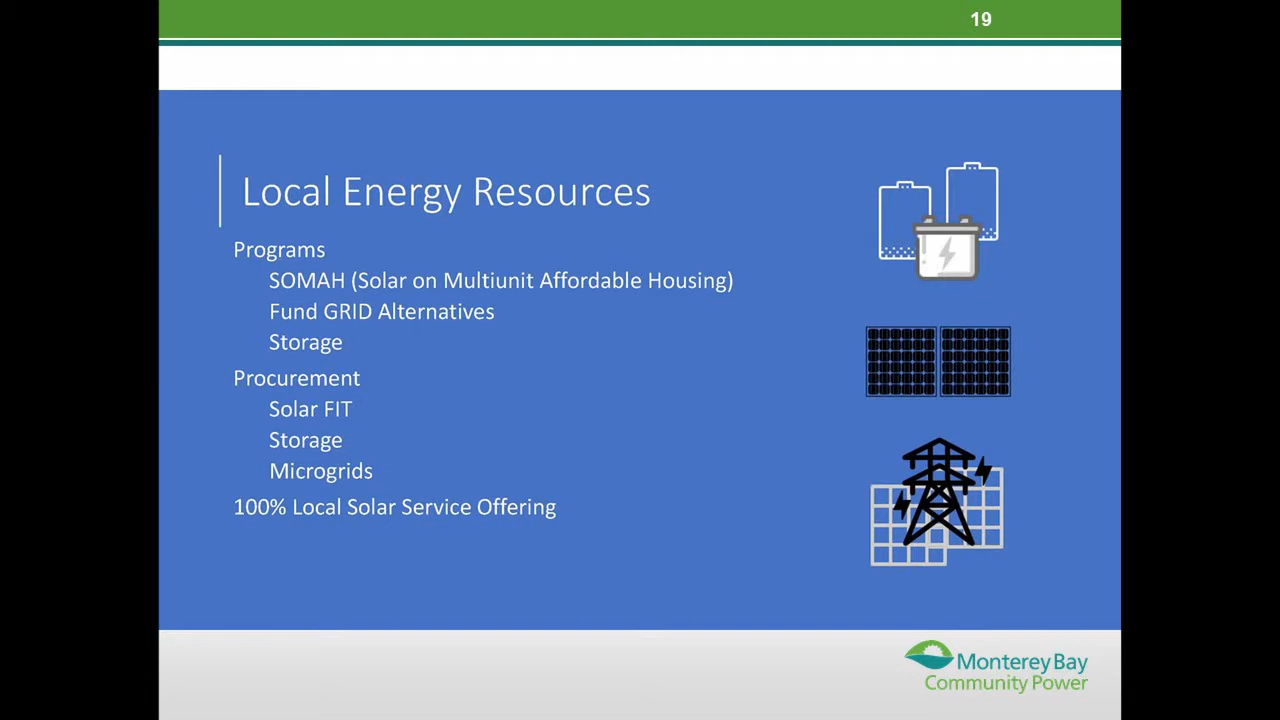 19
Local Energy Resources
Programs
SOMAH (Solar on Multiunit Affordable Housing)
Fund GRID Alternatives
Storage
Procurement
Solar FIT
Storage
Microgrids
100% Local Solar Service Offering
Monterey Bay
Community Power